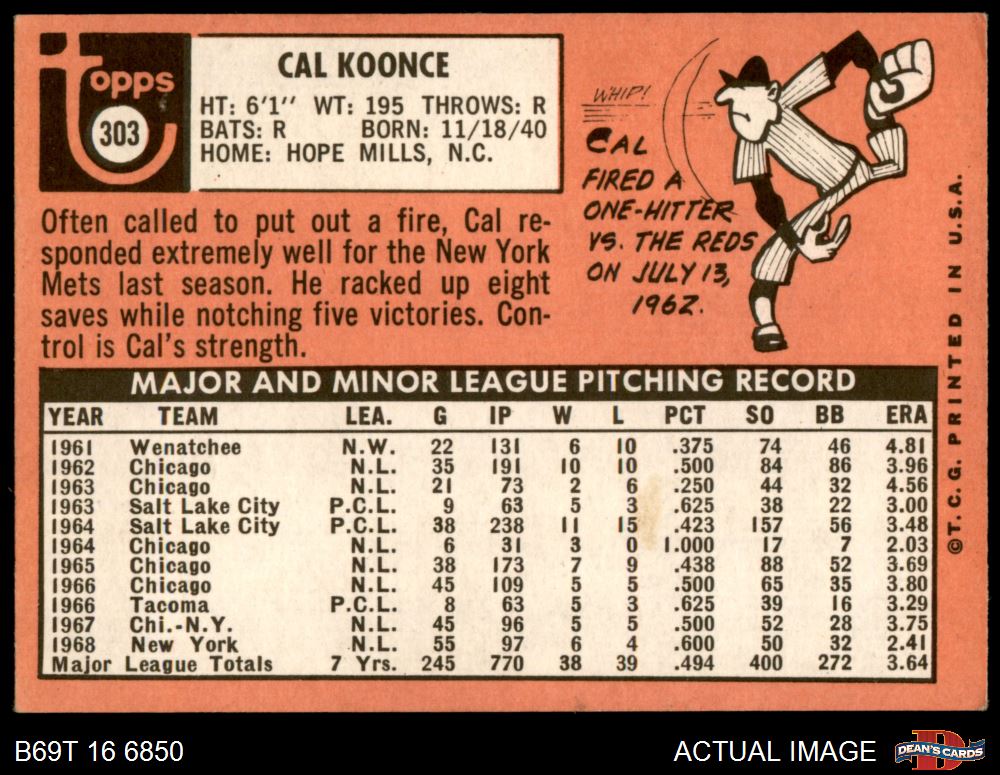 Topps
303
CAL KOONCE
HT: 6'1" WT: 195 THROWS: R
BATS: R BORN: 11/18/40
HOME: HOPE MILLS, N.C.
Often called to put out a fire, Cal re-
sponded extremely well for the New York
Mets last season. He racked up eight
saves while notching five victories. Con-
trol is Cal's strength.
WHIP!
CAL
FIRED A
ONE-HITTER
VS. THE REDS
ON JULY 13,
1962.
MAJOR AND MINOR LEAGUE PITCHING RECORD
YEAR TEAM LEA. G IP W L PCT SO BB ERA
1961 Wenatchee N.W. 22 131 6 10 .375 74 46 4.81
1962 Chicago N.L. 35 191 10 10 .500 84 86 3.96
1963 Chicago N.L. 21 73 2 6 .250 44 32 4.56
1963 Salt Lake City P.C.L. 9 63 5 3 .625 38 22 3.00
1964 Salt Lake City P.C.L. 38 238 11 15 .423 157 56 3.48
1964 Chicago N.L. 6 31 3 0 1.000 17 7 2.03
1965 Chicago N.L. 38 173 7 9 .438 88 52 3.69
1966 Chicago N.L. 45 109 5 5 .500 65 35 3.80
1966 Tacoma P.C.L. 8 63 5 3 .625 39 16 3.29
1967 Chi.-N.Y. N.L. 45 96 5 5 .500 52 28 3.75
1968 New York N.L. 55 97 6 4 .600 50 32 2.41
Major League Totals 7 Yrs. 245 770 38 39 .494 400 272 3.64
©T.C.G. PRINTED IN U.S.A.
B69T 16 6850
ACTUAL IMAGE
D
DEAN'S CARDS